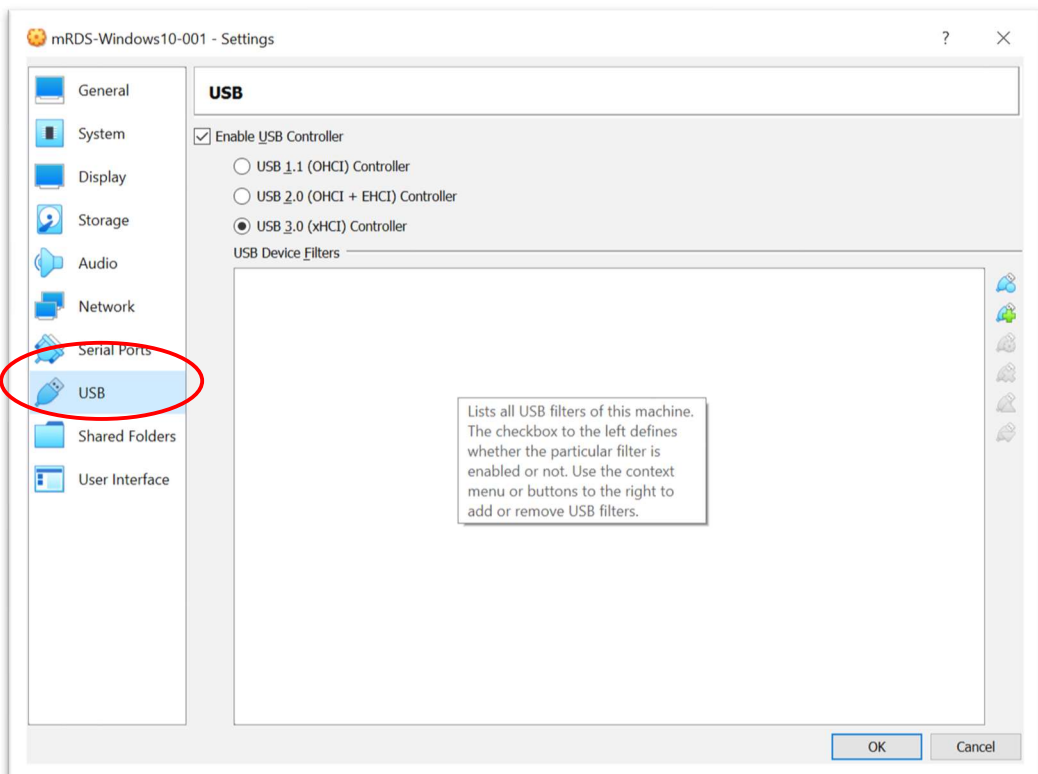 mRDS-Windows10-001 - Settings
?
General
System
Display
Storage
Audio
Network
Serial Ports
USB
Shared Folders
User Interface
USB
Enable USB Controller
USB 1.1 (OHCI) Controller
USB 2.0 (OHCI + EHCI) Controller
USB 3.0 (xHCI) Controller
USB Device Filters
Lists all USB filters of this machine.
The checkbox to the left defines
whether the particular filter is
enabled or not. Use the context
menu or buttons to the right to
add or remove USB filters.
OK
Cancel